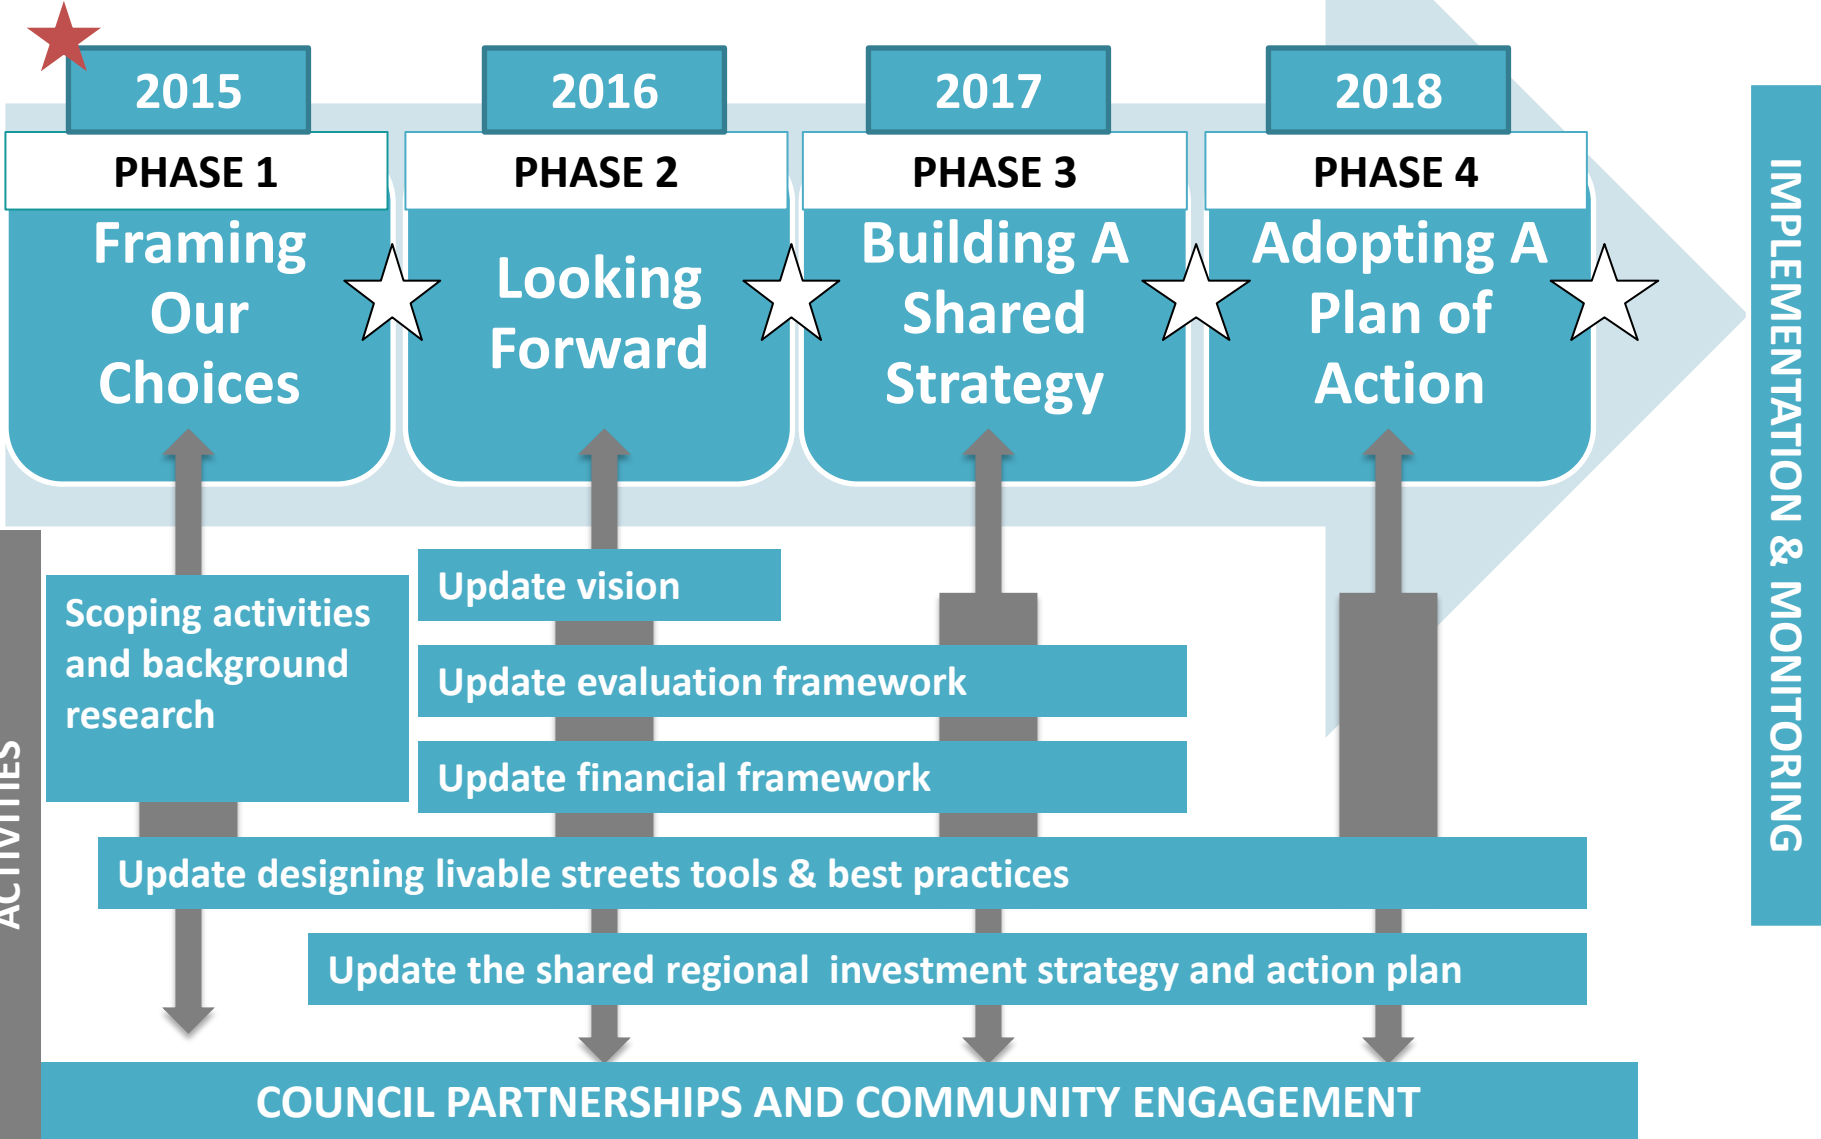 2015
2016
2017
2018
PHASE 1
PHASE 2
PHASE 3
PHASE 4
Framing
Our
Choices
Looking
Forward
Building A
Shared
Strategy
Adopting A
Plan of
Action
IMPLEMENTATION & MONITORING
ACTIVITIES
Scoping activities
and background
research
Update vision
Update evaluation framework
Update financial framework
Update designing livable streets tools & best practices
Update the shared regional  investment strategy and action plan
COUNCIL PARTNERSHIPS AND COMMUNITY ENGAGEMENT